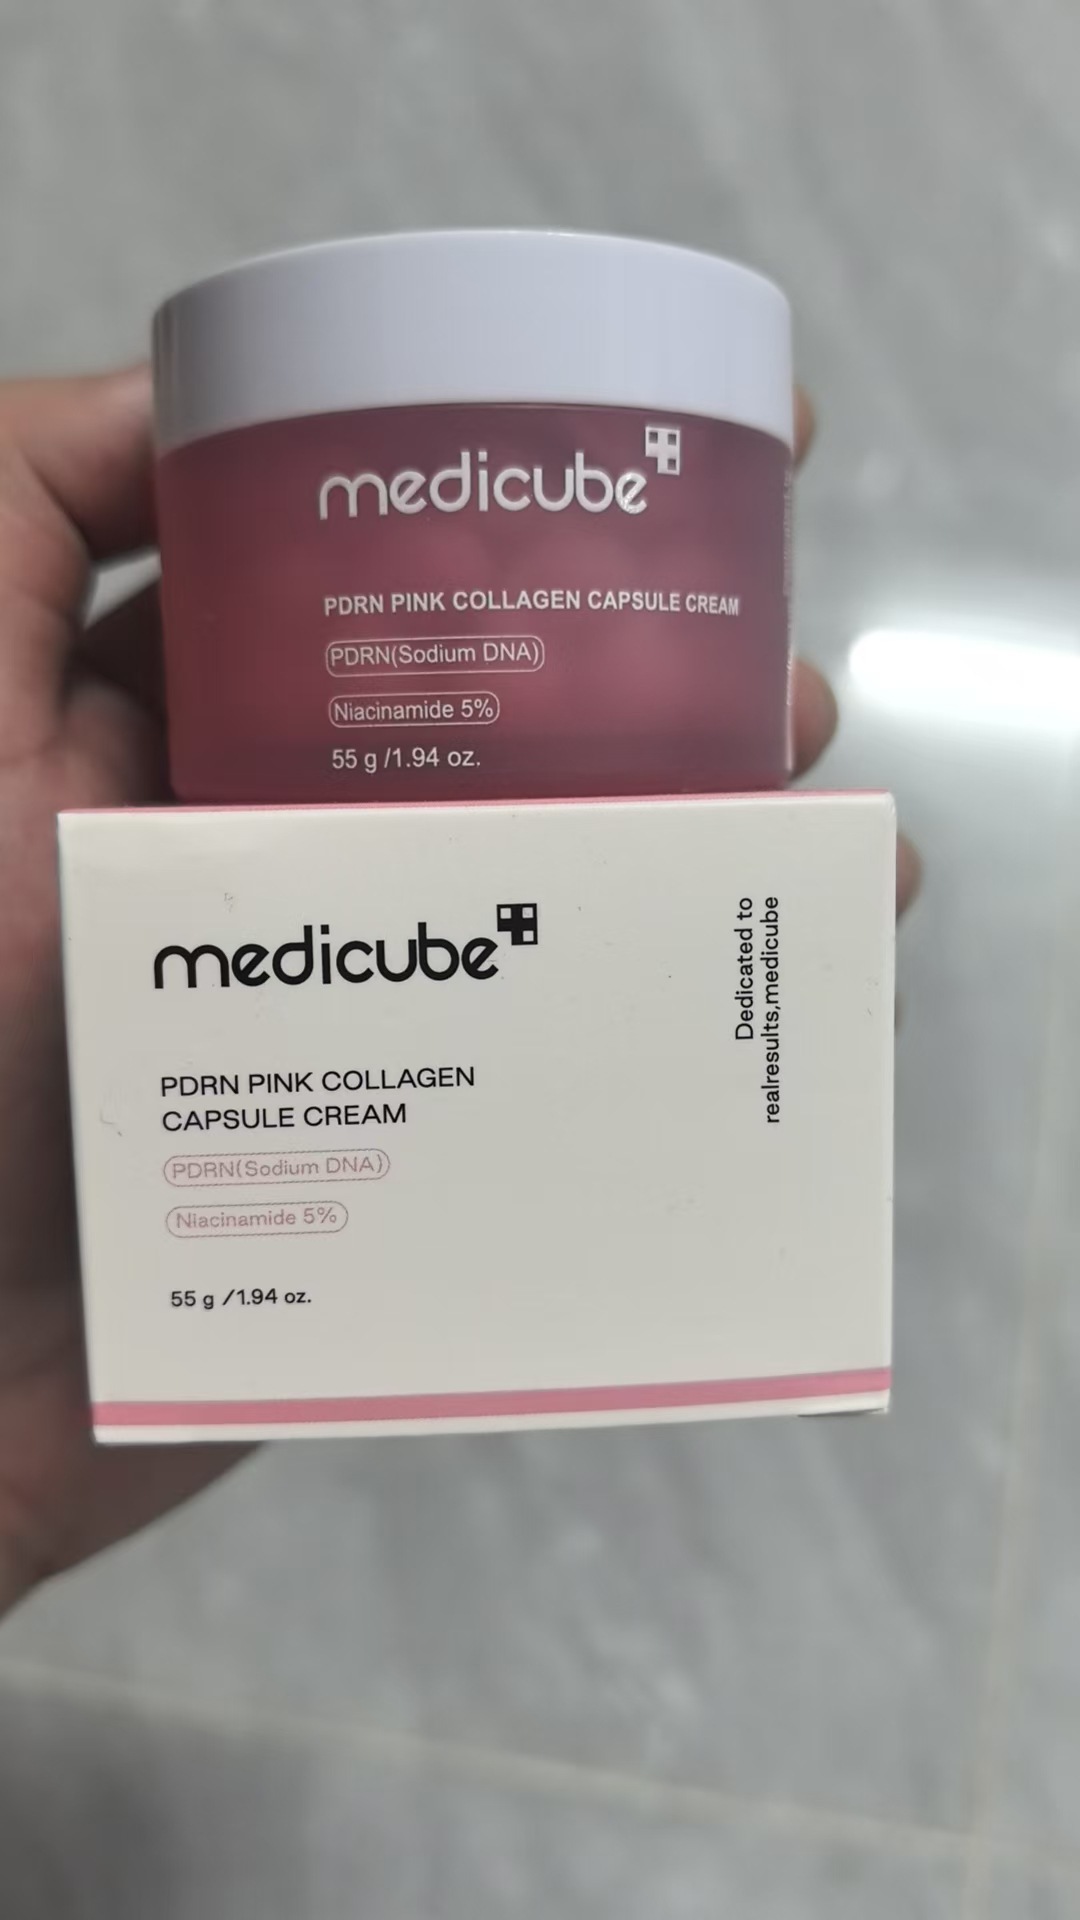 medicube
PDRN PINK COLLAGEN CAPSULE CREAM
PDRN(Sodium DNA)
Niacinamide 5%
55 g /1.94 oz.
medicube
PDRN PINK COLLAGEN
CAPSULE CREAM
PDRN(Sodium DNA)
Niacinamide 5%
55 g /1.94 oz.
Dedicated to
realresults,medicube